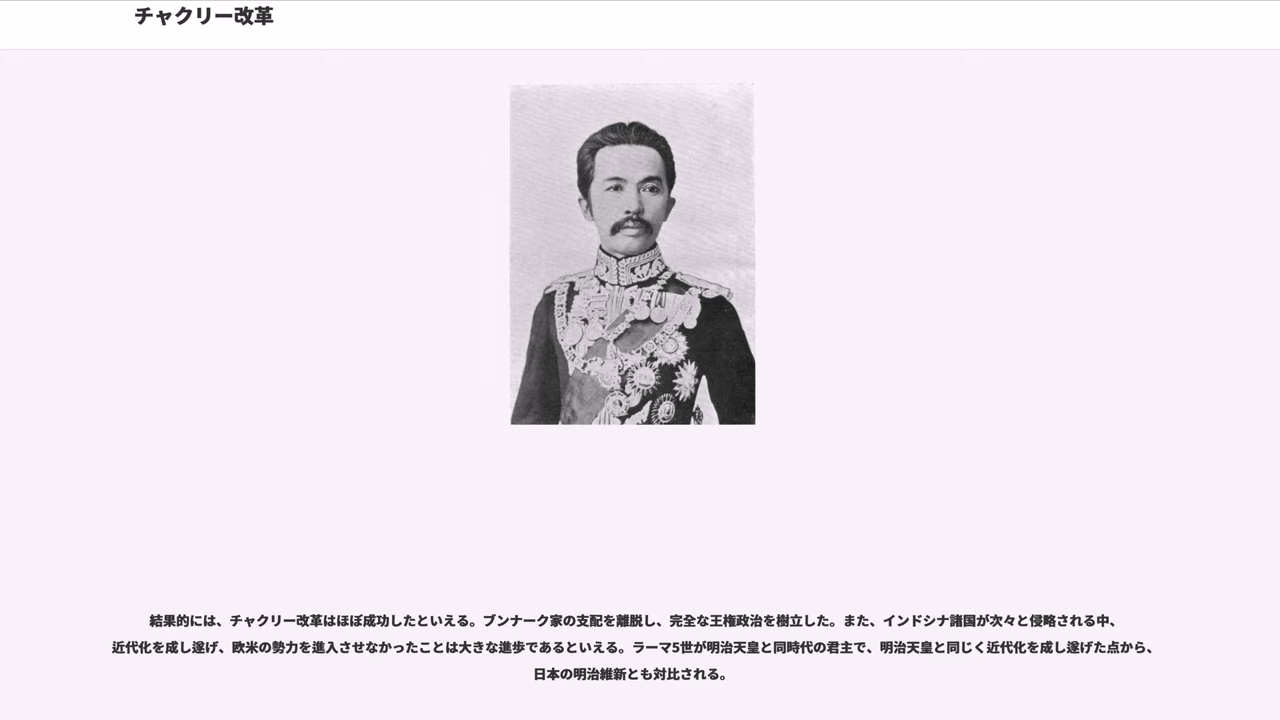 チャクリー改革
結果的には、チャクリー改革はほぼ成功したといえる。ブンナーク家の支配を離脱し、完全な王権政治を樹立した。また、インドシナ諸国が次々と侵略される中、
近代化を成し遂げ、欧米の勢力を進入させなかったことは大きな進歩であるといえる。ラーマ5世が明治天皇と同時代の君主で、明治天皇と同じく近代化を成し遂げた点から、
日本の明治維新とも対比される。